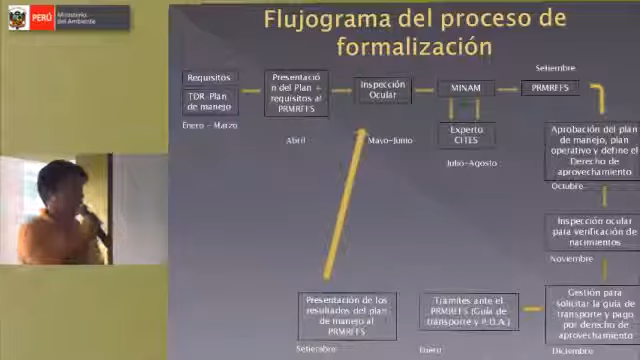 PERÚ
Ministerio
del Ambiente
Flujograma del proceso de
formalización
Requisitos
TDR-Plan
de manejo
Enero - Marzo
Presentació
n del Plan +
requisitos al
PRMRFFS
Abril
Inspección
Ocular
Mayo-Junio
MINAM
Experto
CITES
Julio-Agosto
Setiembre
PRMRFFS
Aprobación del plan
de manejo, plan
operativo y define el
Derecho de
aprovechamiento
Octubre
Inspección ocular
para verificación de
nacimientos
Noviembre
Gestión para
solicitar la guía de
transporte y pago
por derecho de
aprovechamiento
Diciembre
Tramites ante el
PRMRFFS (Guía de
transporte y P.D.A.)
Enero
Presentación de los
resultados del plan
de manejo al
PRMRFFS
Setiembre